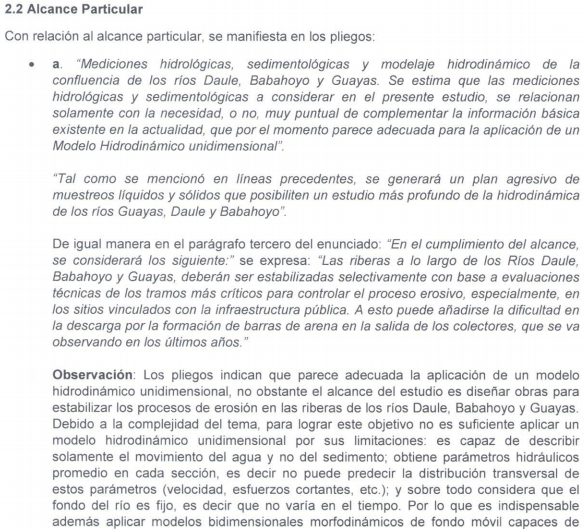 2.2 Alcance Particular
Con relación al alcance particular, se manifiesta en los pliegos:
• a. “Mediciones hidrológicas, sedimentológicas y modelaje hidrodinámico de la
confluencia de los ríos Daule, Babahoyo y Guayas. Se estima que las mediciones
hidrológicas y sedimentológicas a considerar en el presente estudio, se relacionan
solamente con la necesidad, o no, muy puntual de complementar la información básica
existente en la actualidad, que por el momento parece adecuada para la aplicación de un
Modelo Hidrodinámico unidimensional”.
“Tal como se mencionó en líneas precedentes, se generará un plan agresivo de
muestreos líquidos y sólidos que posibiliten un estudio más profundo de la hidrodinámica
de los ríos Guayas, Daule y Babahoyo”.
De igual manera en el parágrafo tercero del enunciado: “En el cumplimiento del alcance,
se considerará los siguiente:” se expresa: “Las riberas a lo largo de los Ríos Daule,
Babahoyo y Guayas, deberán ser estabilizadas selectivamente con base a evaluaciones
técnicas de los tramos más críticos para controlar el proceso erosivo, especialmente, en
los sitios vinculados con la infraestructura pública. A esto puede añadirse la dificultad en
la descarga por la formación de barras de arena en la salida de los colectores, que se va
observando en los últimos años.”
Observación: Los pliegos indican que parece adecuada la aplicación de un modelo
hidrodinámico unidimensional, no obstante el alcance del estudio es diseñar obras para
estabilizar los procesos de erosión en las riberas de los ríos Daule, Babahoyo y Guayas.
Debido a la complejidad del tema, para lograr este objetivo no es suficiente aplicar un
modelo hidrodinámico unidimensional por sus limitaciones: es capaz de describir
solamente el movimiento del agua y no del sedimento; obtiene parámetros hidráulicos
promedio en cada sección, es decir no puede predecir la distribución transversal de
estos parámetros (velocidad, esfuerzos cortantes, etc.); y sobre todo considera que el
fondo del río es fijo, es decir que no varía en el tiempo. Por lo que es indispensable
además aplicar modelos bidimensionales morfodinámicos de fondo móvil capaces de